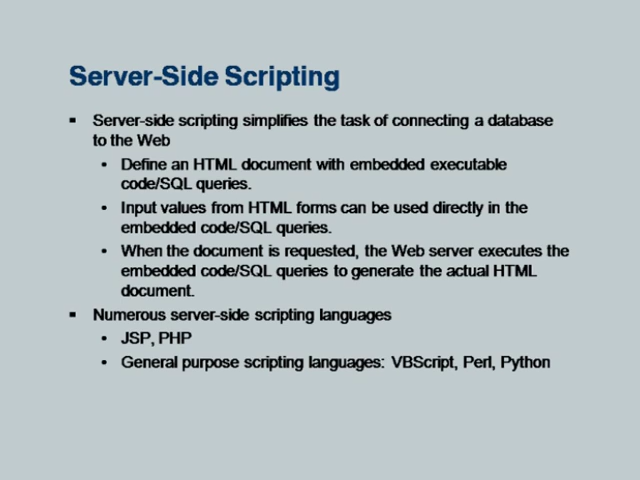 Server-Side Scripting
▪ Server-side scripting simplifies the task of connecting a database
to the Web
• Define an HTML document with embedded executable
code/SQL queries.
• Input values from HTML forms can be used directly in the
embedded code/SQL queries.
• When the document is requested, the Web server executes the
embedded code/SQL queries to generate the actual HTML
document.
▪ Numerous server-side scripting languages
• JSP, PHP
• General purpose scripting languages: VBScript, Perl, Python